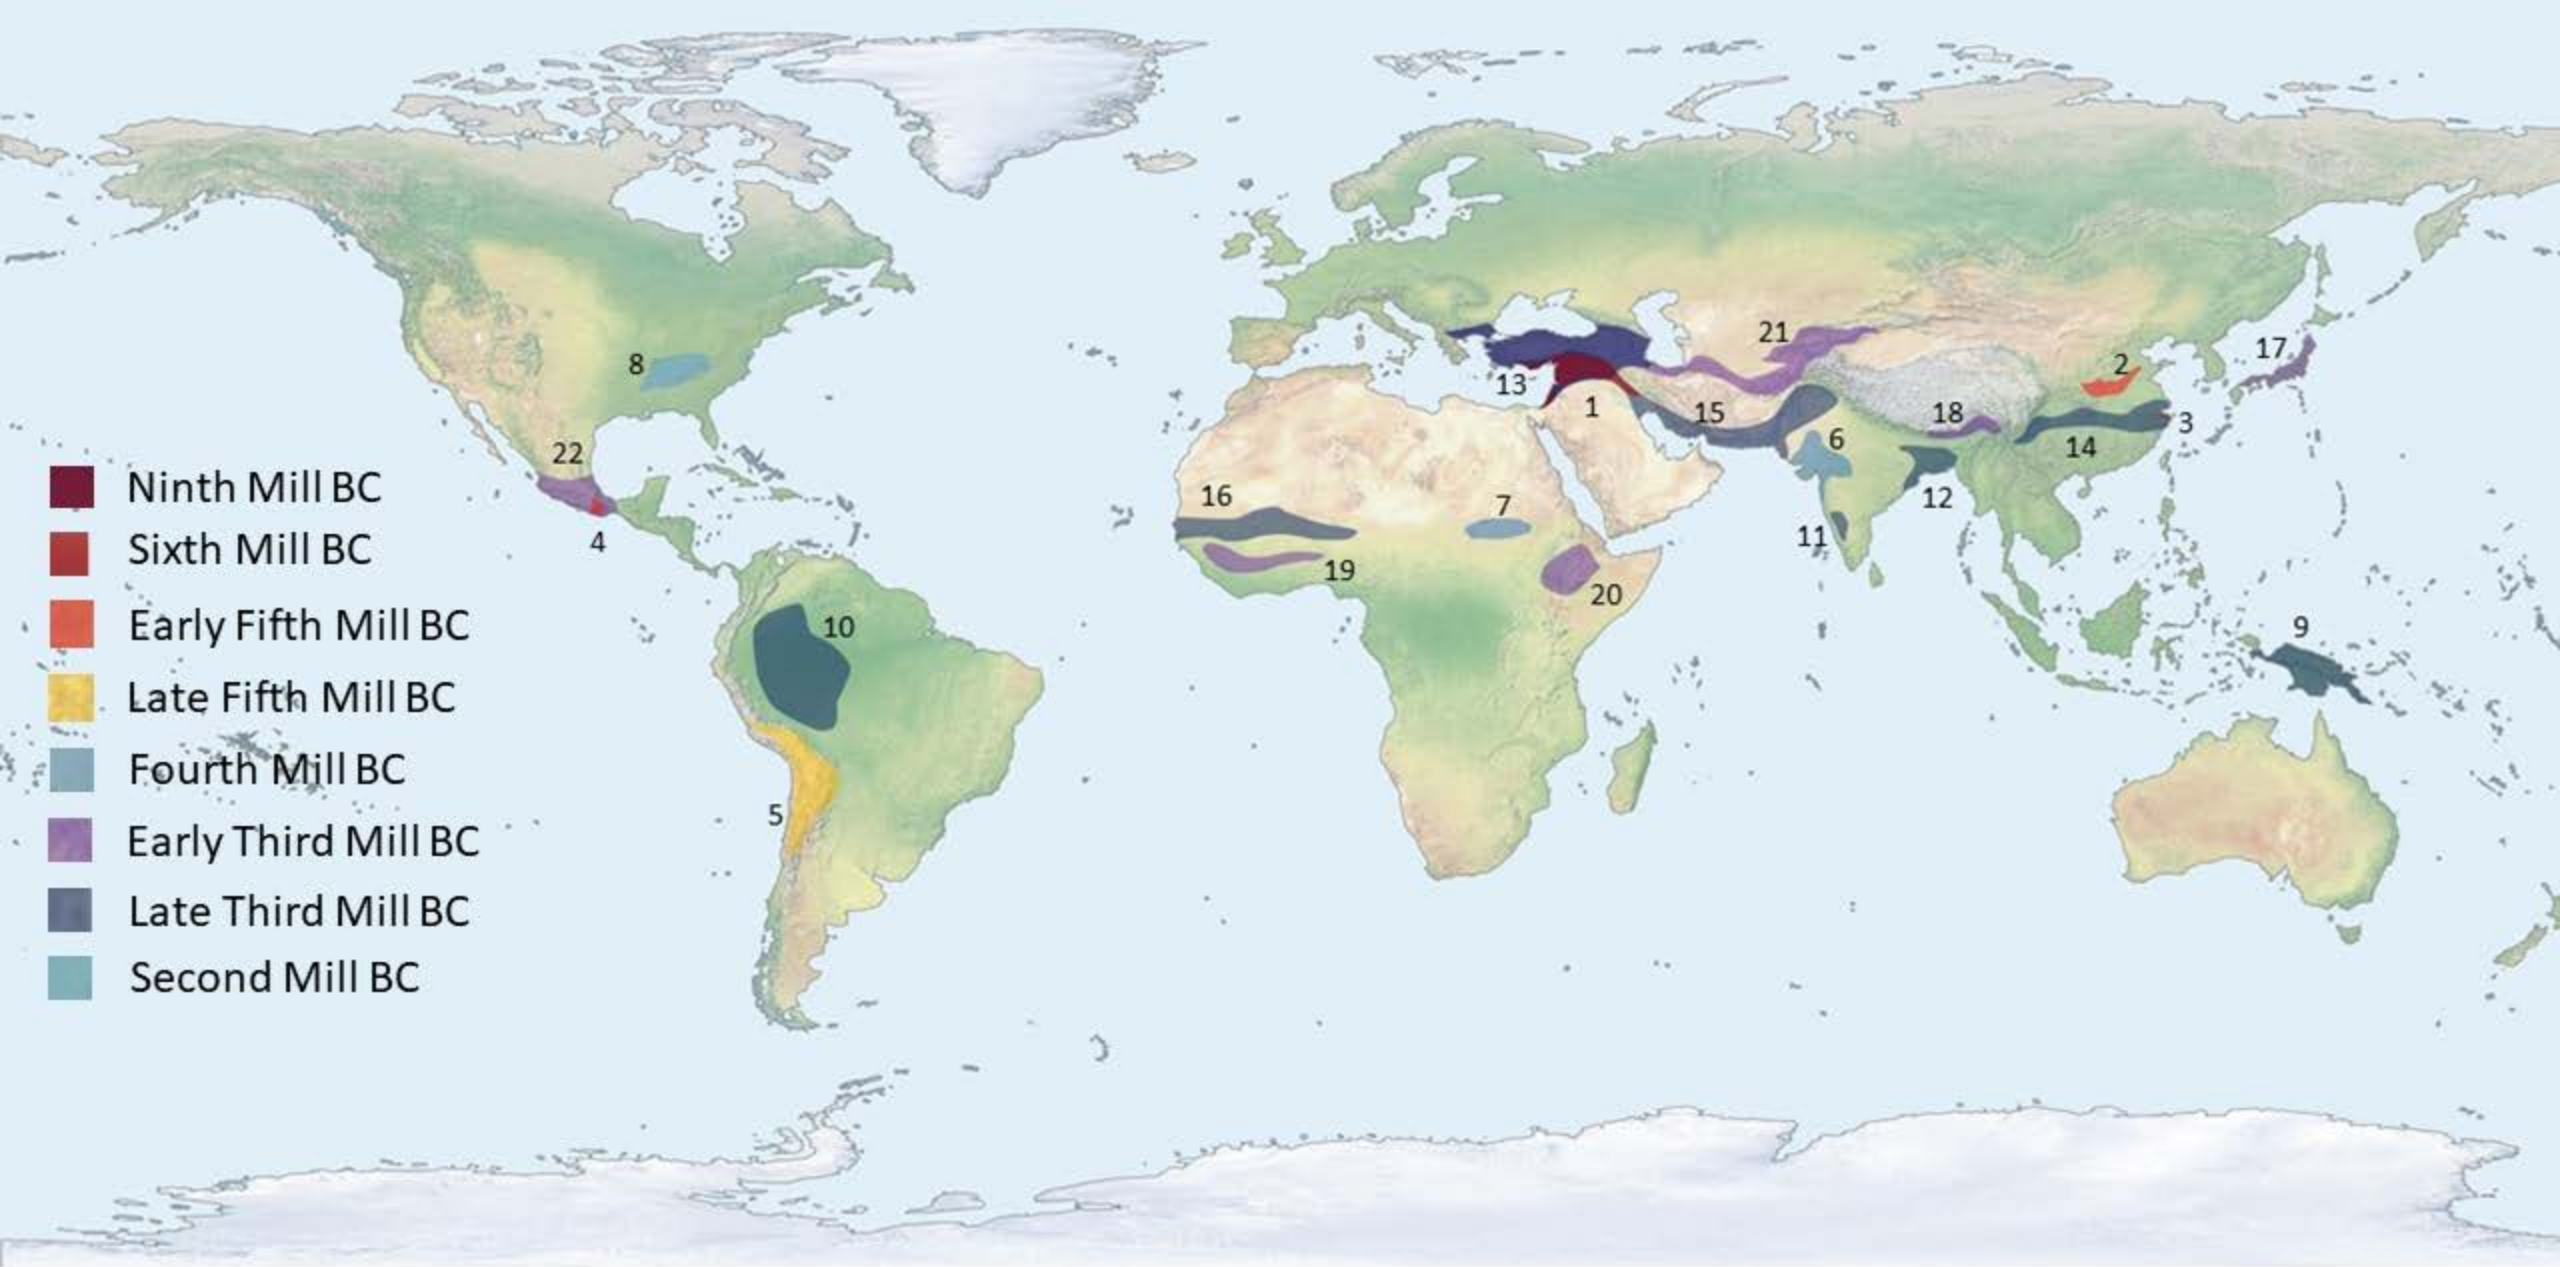 21
17
8
2
13
1
15
18
3
22
6
14
16
7
12
4
11
19
20
10
9
5
Ninth Mill BC
Sixth Mill BC
Early Fifth Mill BC
Late Fifth Mill BC
Fourth Mill BC
Early Third Mill BC
Late Third Mill BC
Second Mill BC